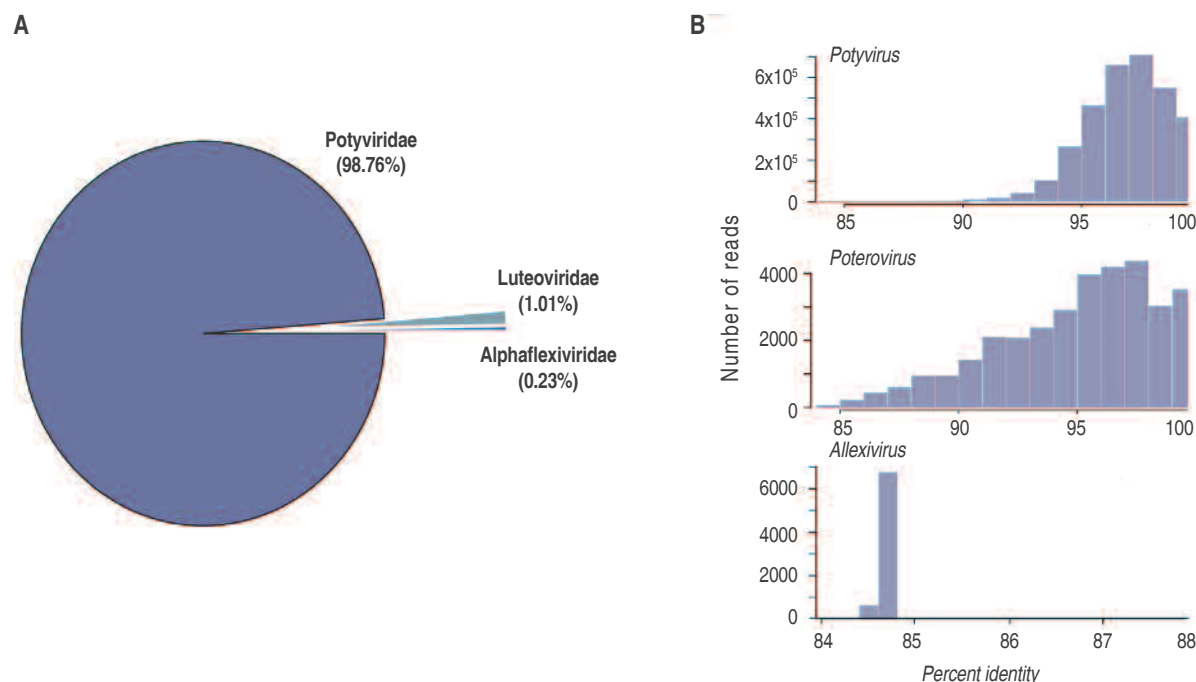 A
Potyviridae
(98.76%)
Luteoviridae
(1.01%)
Alphaflexiviridae
(0.23%)
B
Number of reads
Potyvirus
6x10⁵
4x10⁵
2x10⁵
0
85 90 95 100
Poterovirus
4000
2000
0
85 90 95 100
Allexivirus
6000
4000
2000
0
84 85 86 87 88
Percent identity